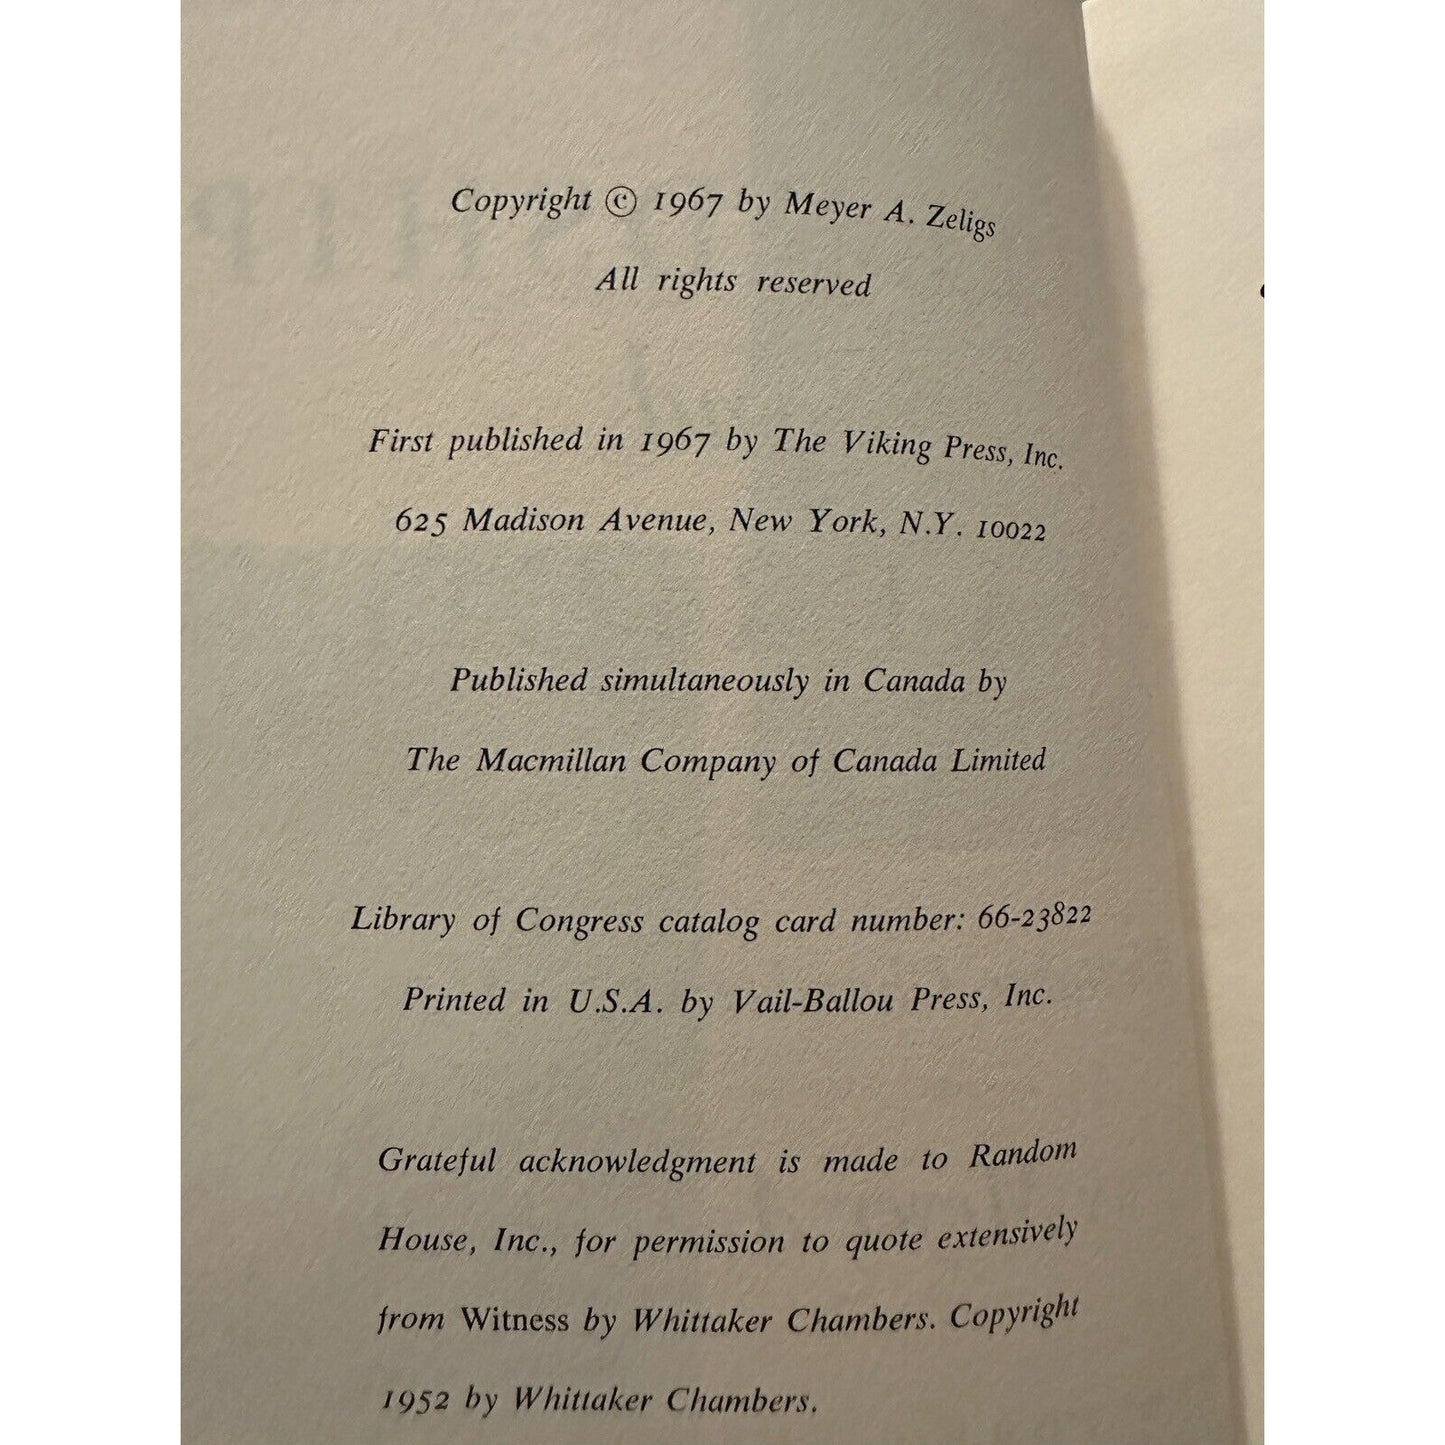 Copyright © 1967 by Meyer A. Zeligs
All rights reserved
First published in 1967 by The Viking Press, Inc.
625 Madison Avenue, New York, N.Y. 10022
Published simultaneously in Canada by
The Macmillan Company of Canada Limited
Library of Congress catalog card number: 66-23822
Printed in U.S.A. by Vail-Ballou Press, Inc.
Grateful acknowledgment is made to Random
House, Inc., for permission to quote extensively
from Witness by Whittaker Chambers. Copyright
1952 by Whittaker Chambers.